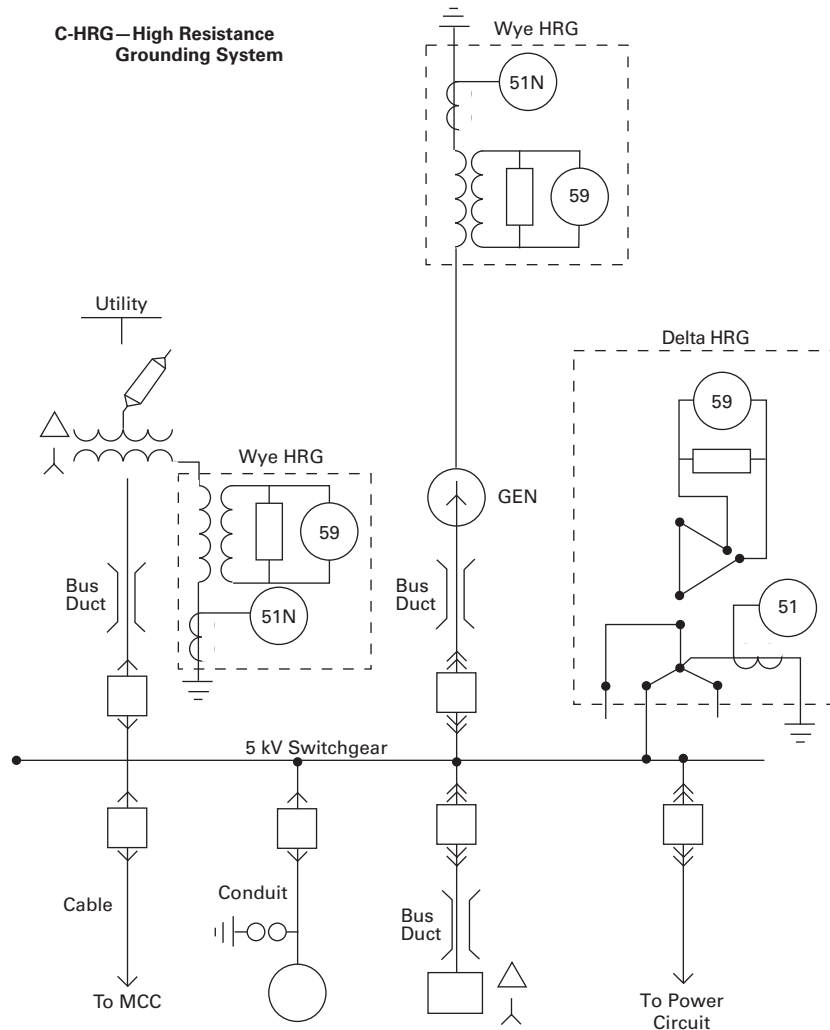 C-HRG—High Resistance
Grounding System
Wye HRG
51N
59
Utility
Delta HRG
59
Wye HRG
GEN
59
Bus
Duct
51N
Bus
Duct
51
5 kV Switchgear
Cable
Conduit
Bus
Duct
To MCC
To Power
Circuit